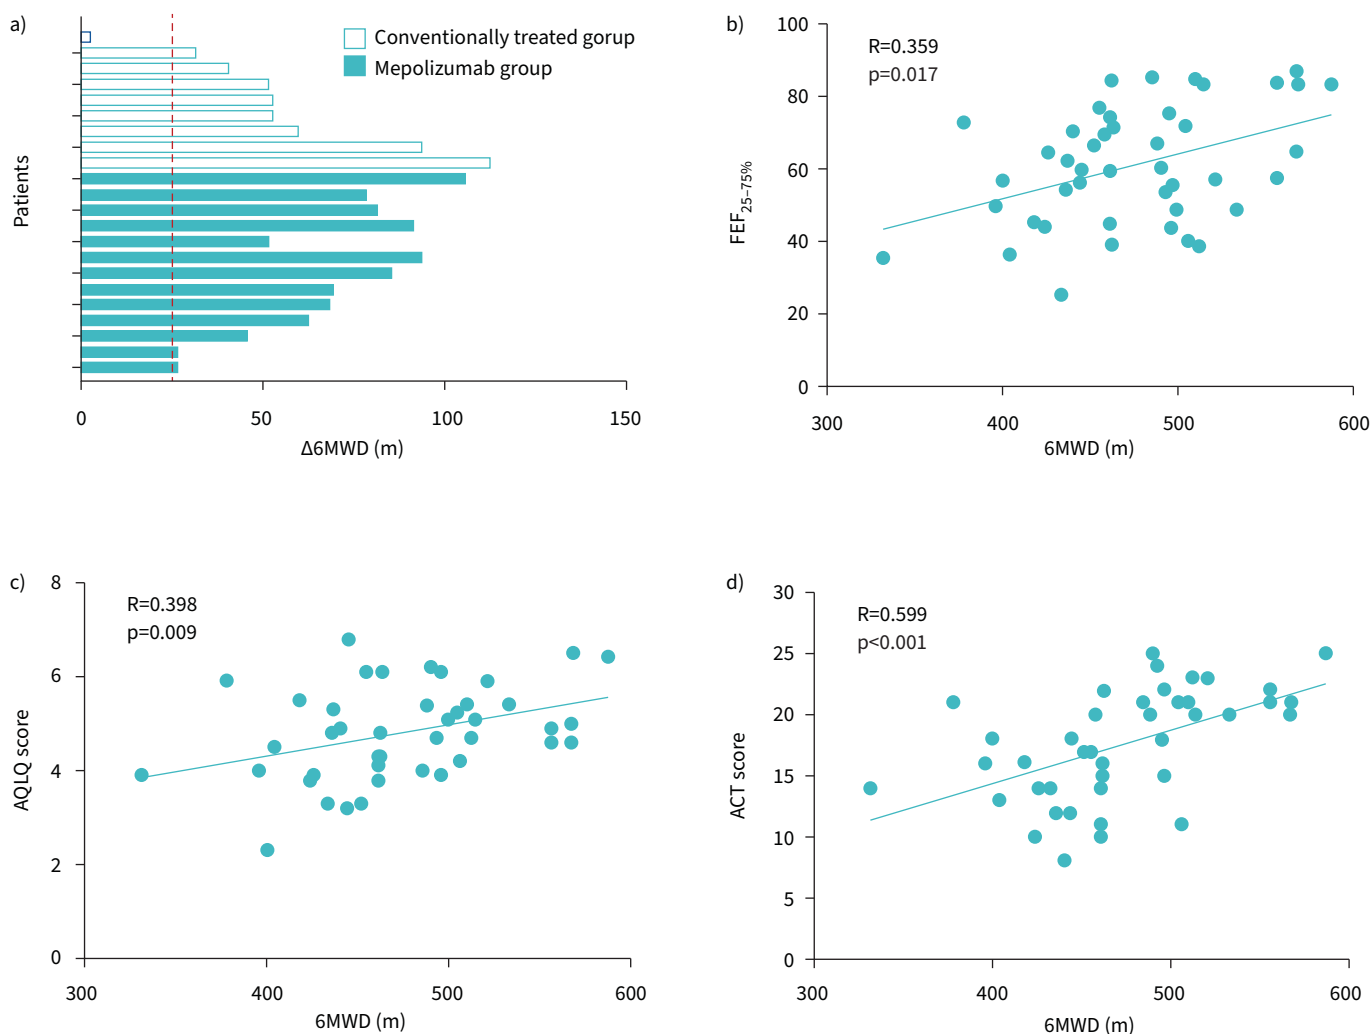 a)
Conventionally treated gorup
Mepolizumab group
Patients
0 50 100 150
Δ6MWD (m)
b)
R=0.359
p=0.017
FEF25–75%
100
80
60
40
20
0
300 400 500 600
6MWD (m)
c)
R=0.398
p=0.009
AQLQ score
8
6
4
2
0
300 400 500 600
6MWD (m)
d)
R=0.599
p<0.001
ACT score
30
25
20
15
10
5
0
300 400 500 600
6MWD (m)